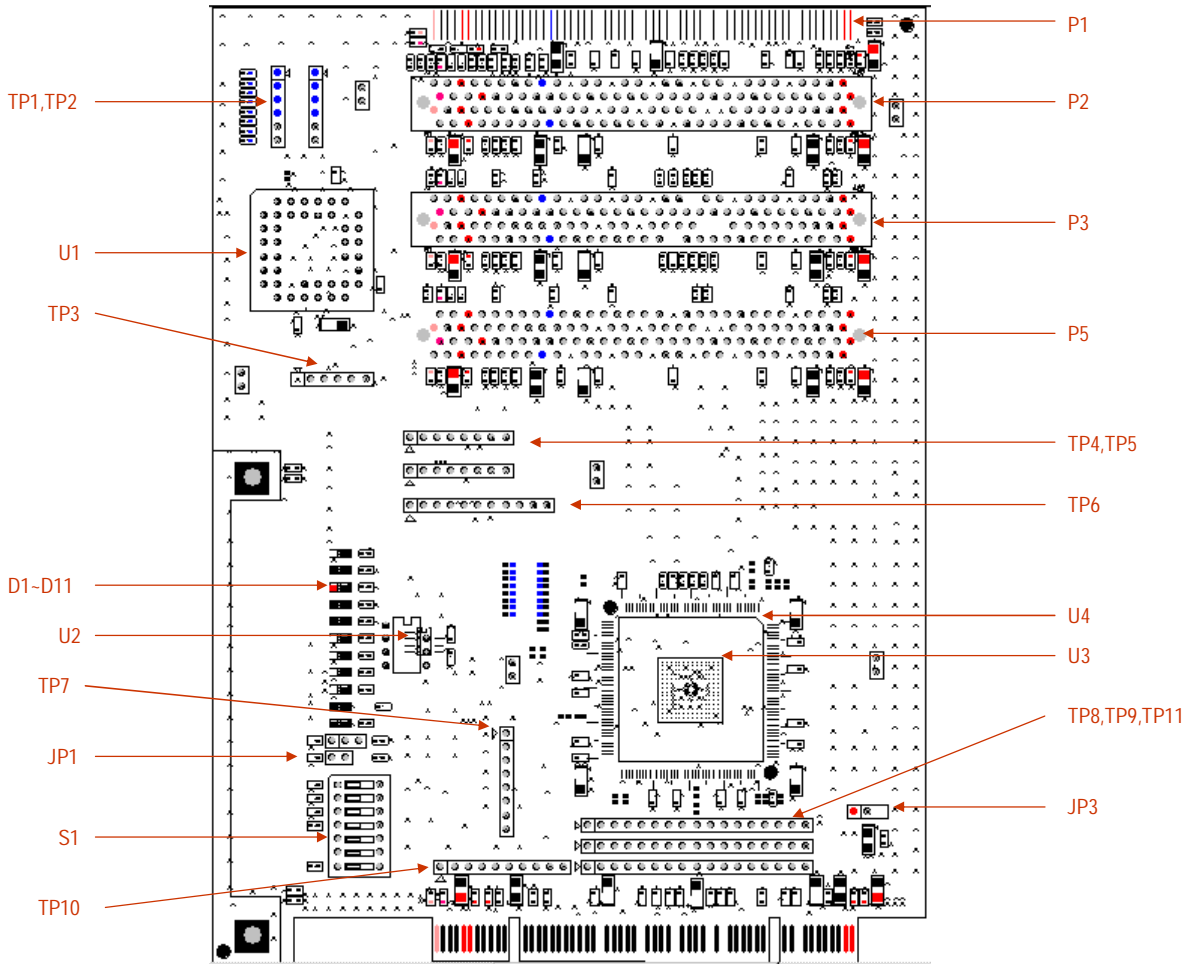 P1
TP1,TP2
P2
P3
U1
TP3
P5
TP4,TP5
TP6
D1~D11
U4
U2
U3
TP7
TP8,TP9,TP11
JP1
JP3
S1
TP10